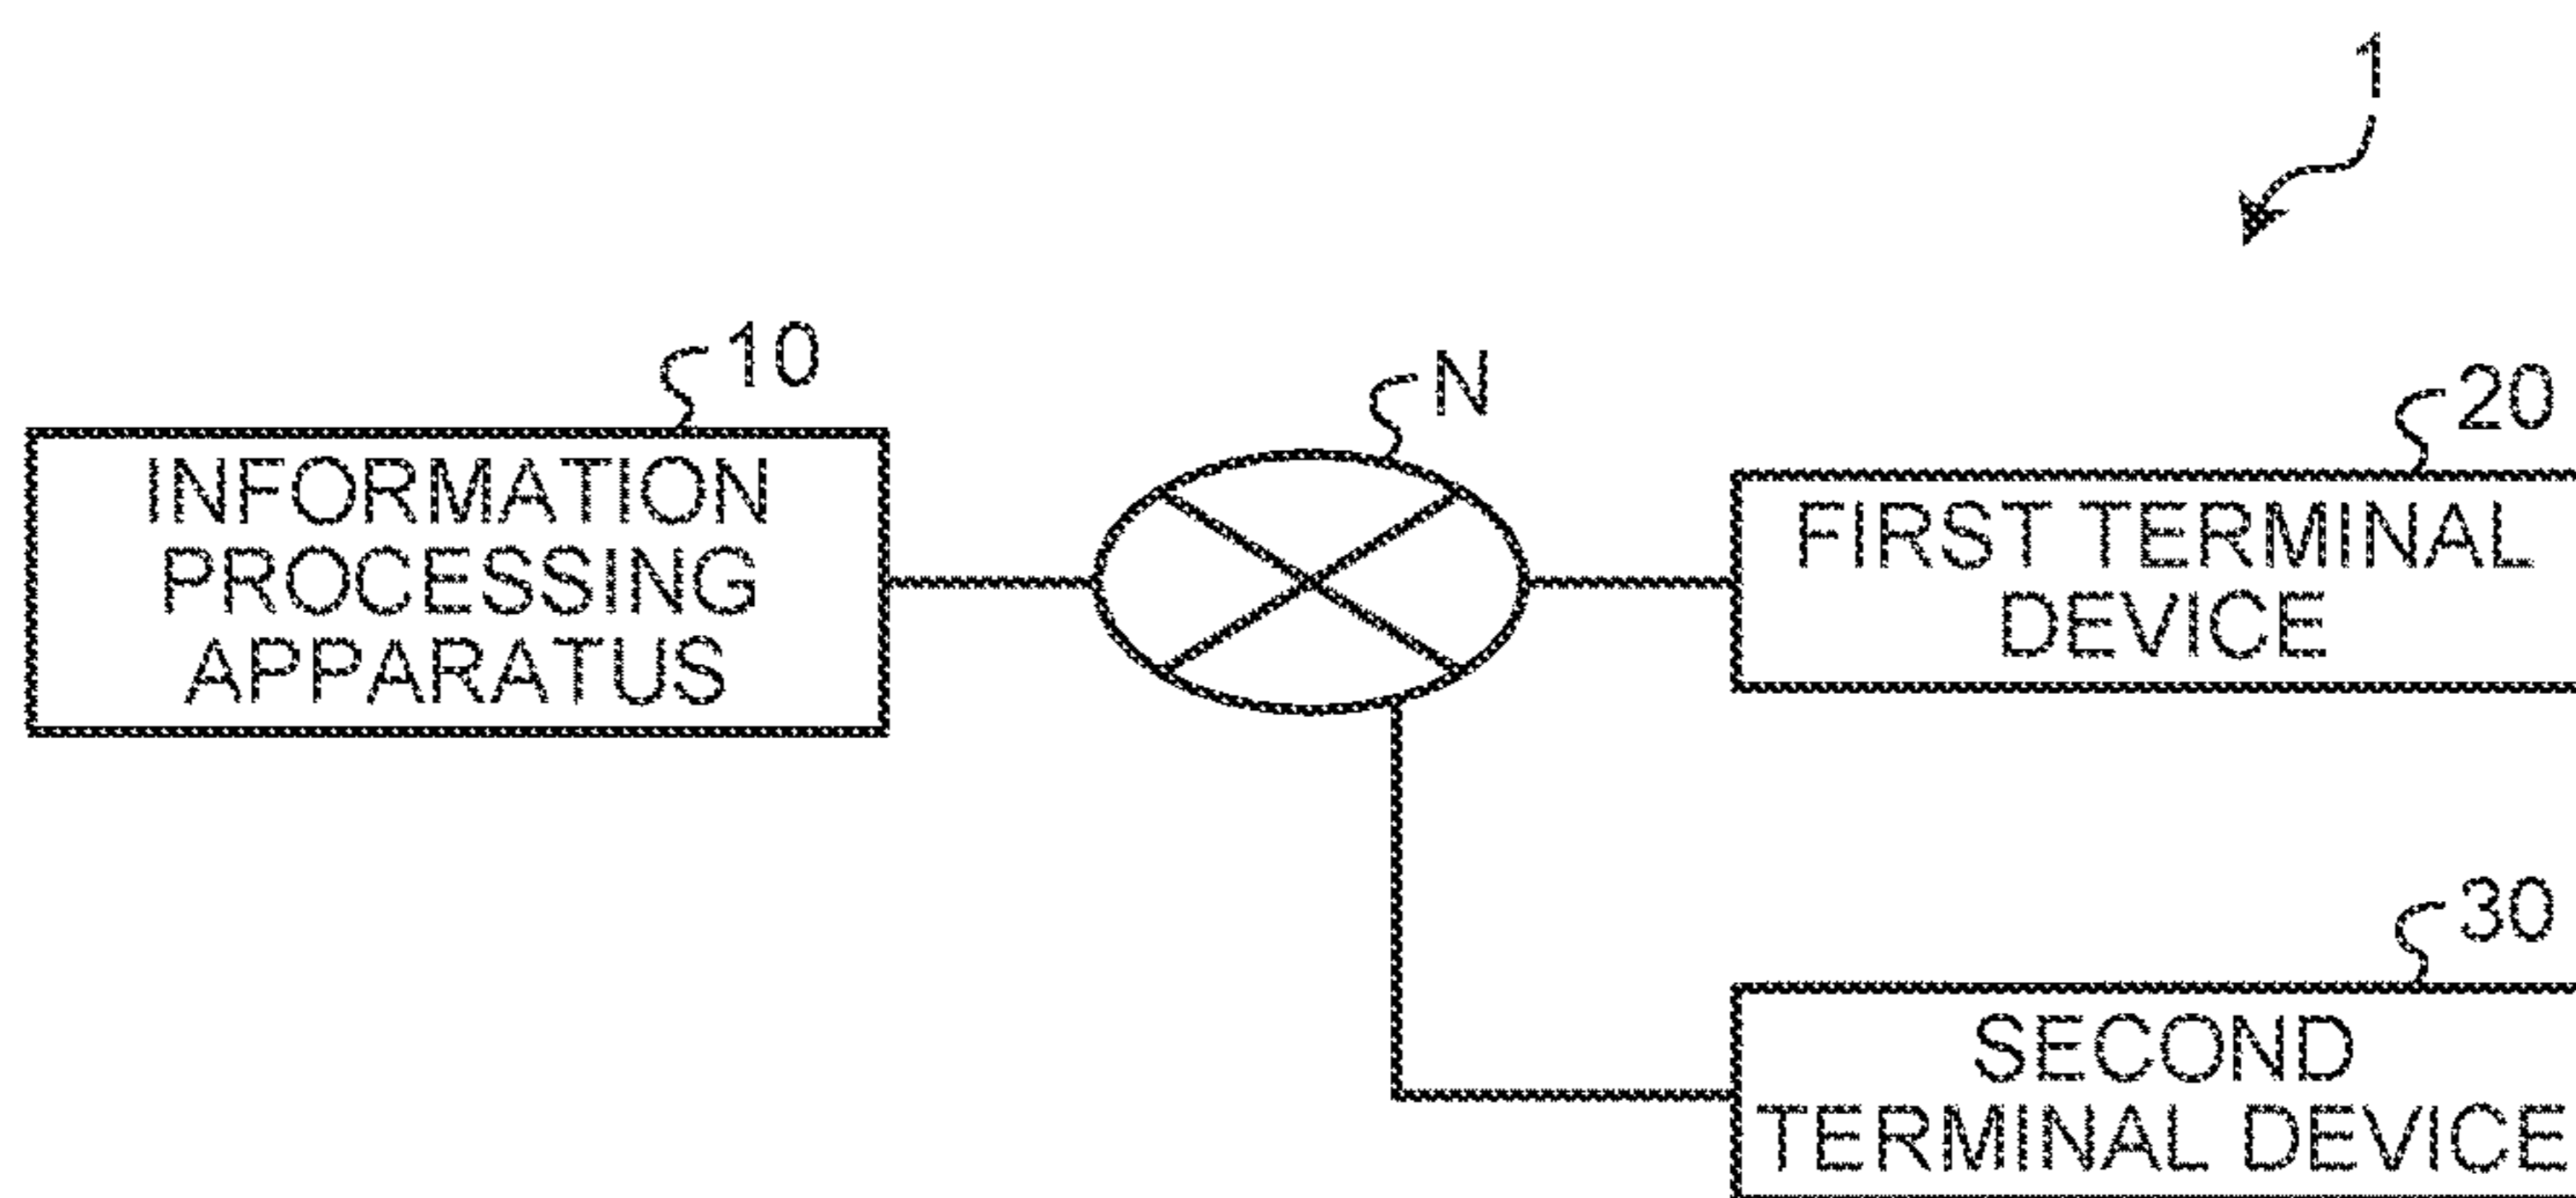 1
10
INFORMATION
PROCESSING
APPARATUS
N
20
FIRST TERMINAL
DEVICE
30
SECOND
TERMINAL DEVICE